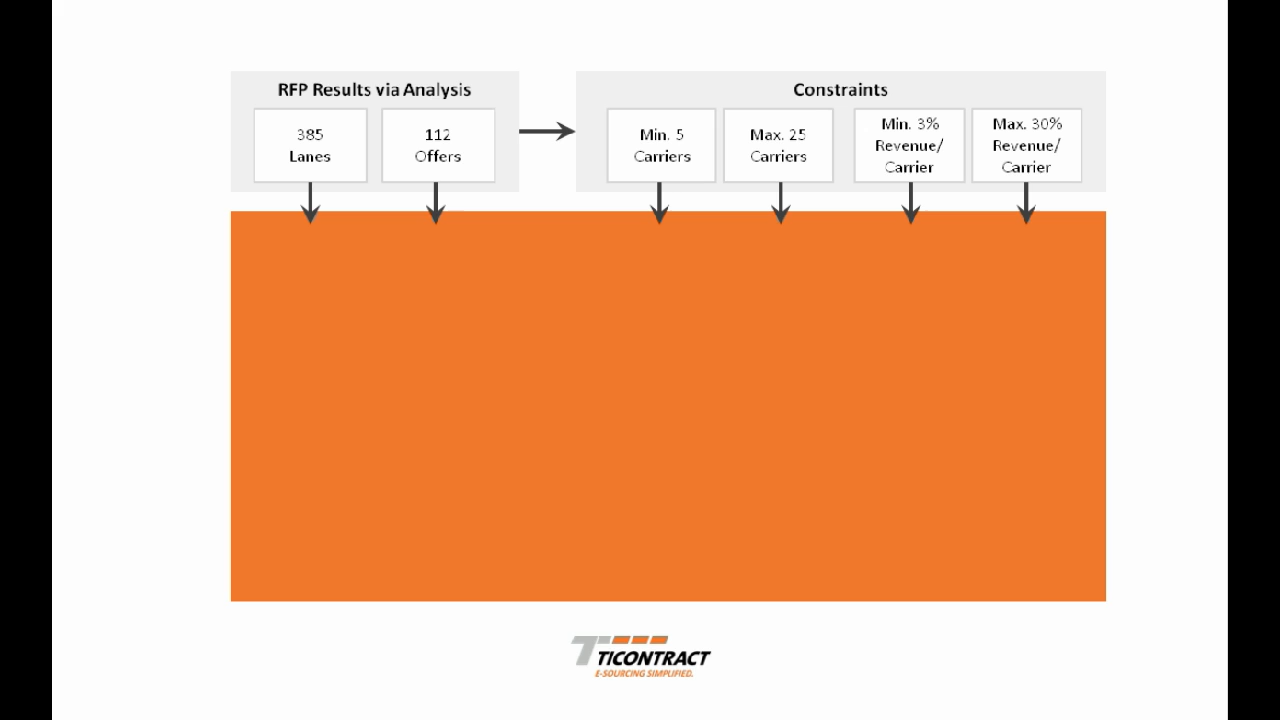 RFP Results via Analysis
385
Lanes
112
Offers
Constraints
Min. 5
Carriers
Max. 25
Carriers
Min. 3%
Revenue/
Carrier
Max. 30%
Revenue/
Carrier
TICONTRACT
E-SOURCING SIMPLIFIED.